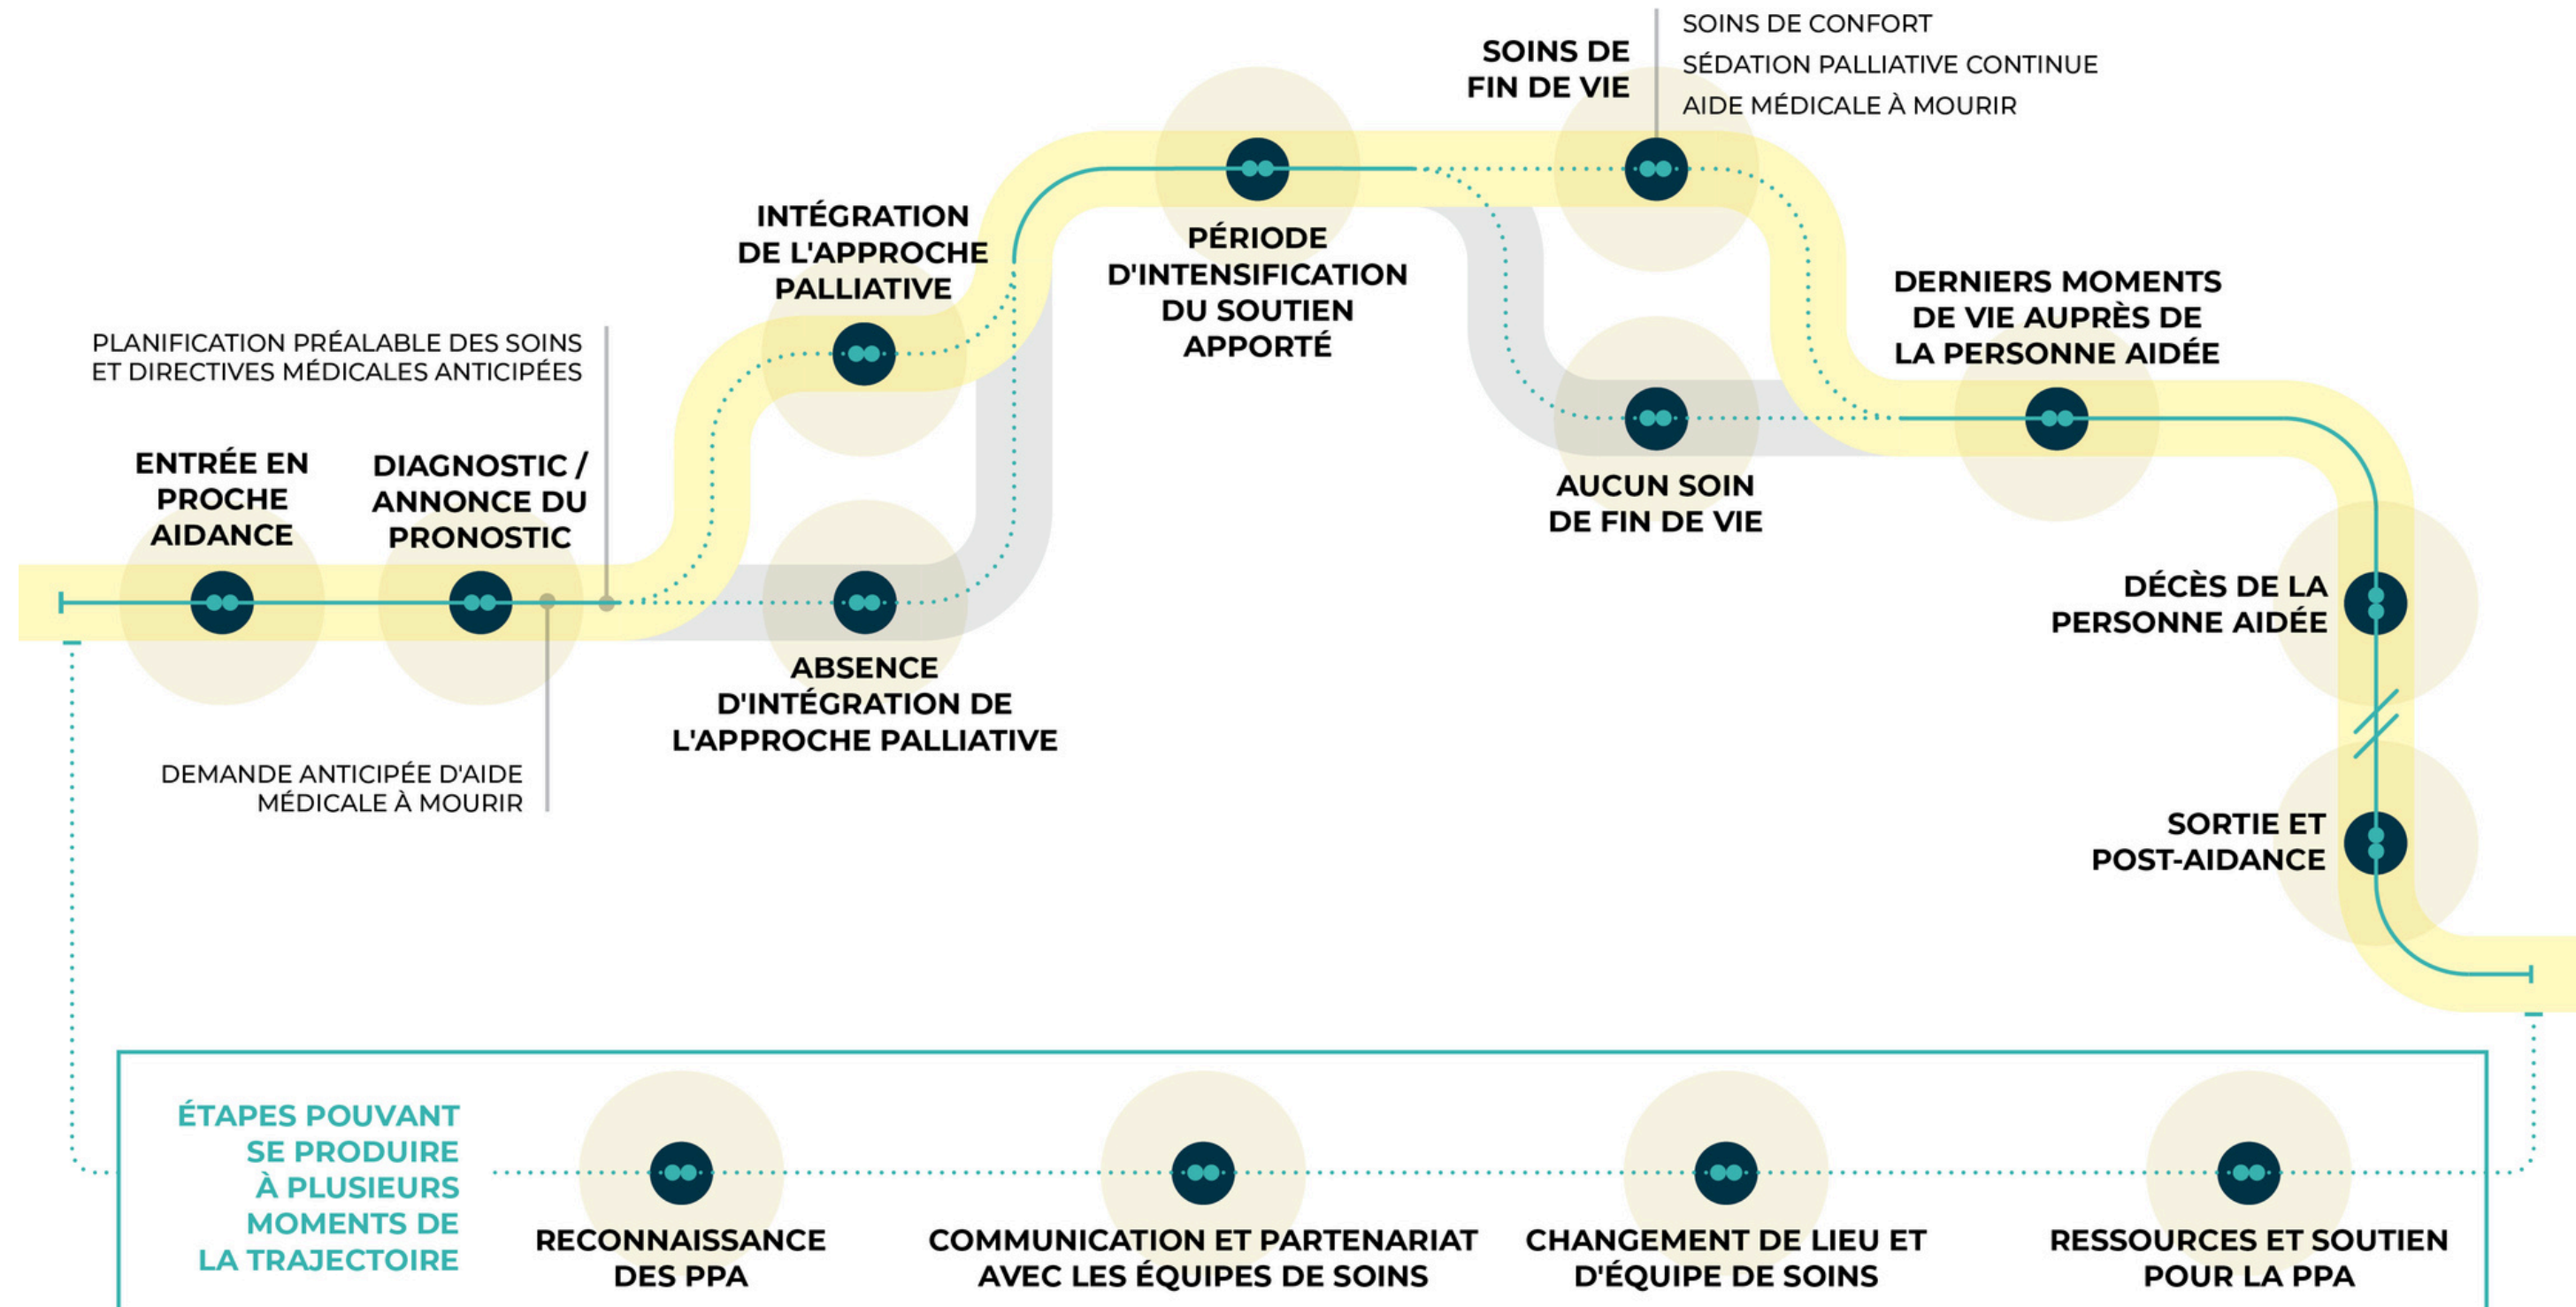 SOINS DE
FIN DE VIE
SOINS DE CONFORT
SÉDATION PALLIATIVE CONTINUE
AIDE MÉDICALE À MOURIR
INTÉGRATION
DE L'APPROCHE
PALLIATIVE
PÉRIODE
D'INTENSIFICATION
DU SOUTIEN
APPORTÉ
DERNIERS MOMENTS
DE VIE AUPRÈS DE
LA PERSONNE AIDÉE
PLANIFICATION PRÉALABLE DES SOINS
ET DIRECTIVES MÉDICALES ANTICIPÉES
ENTRÉE EN
PROCHE
AIDANCE
DIAGNOSTIC /
ANNONCE DU
PRONOSTIC
AUCUN SOIN
DE FIN DE VIE
DÉCÈS DE LA
PERSONNE AIDÉE
ABSENCE
D'INTÉGRATION DE
L'APPROCHE PALLIATIVE
DEMANDE ANTICIPÉE D'AIDE
MÉDICALE À MOURIR
SORTIE ET
POST-AIDANCE
ÉTAPES POUVANT
SE PRODUIRE
À PLUSIEURS
MOMENTS DE
LA TRAJECTOIRE
RECONNAISSANCE
DES PPA
COMMUNICATION ET PARTENARIAT
AVEC LES ÉQUIPES DE SOINS
CHANGEMENT DE LIEU ET
D'ÉQUIPE DE SOINS
RESSOURCES ET SOUTIEN
POUR LA PPA